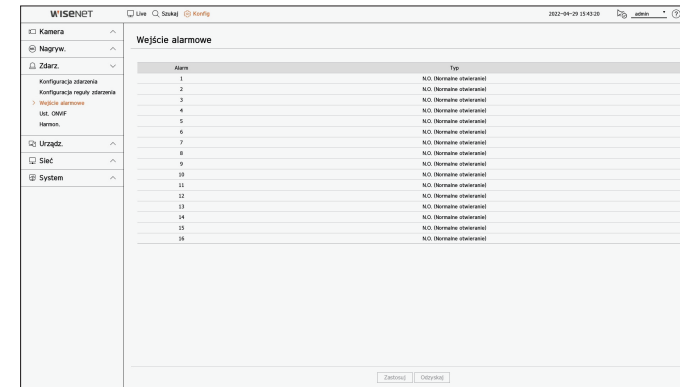 WISENET
Live Szukaj Konfig 2022-04-29 15:43:20 admin ?
Kamera
Nagryw.
Zdarz.
Konfiguracja zdarzenia
Konfiguracja reguły zdarzenia
> Wejście alarmowe
Ust. ONVIF
Harmon.
Urządz.
Sieć
System
Wejście alarmowe
Alarm Typ
1 N.O. (Normalne otwieranie)
2 N.O. (Normalne otwieranie)
3 N.O. (Normalne otwieranie)
4 N.O. (Normalne otwieranie)
5 N.O. (Normalne otwieranie)
6 N.O. (Normalne otwieranie)
7 N.O. (Normalne otwieranie)
8 N.O. (Normalne otwieranie)
9 N.O. (Normalne otwieranie)
10 N.O. (Normalne otwieranie)
11 N.O. (Normalne otwieranie)
12 N.O. (Normalne otwieranie)
13 N.O. (Normalne otwieranie)
14 N.O. (Normalne otwieranie)
15 N.O. (Normalne otwieranie)
16 N.O. (Normalne otwieranie)
Zastosuj Odzyskaj